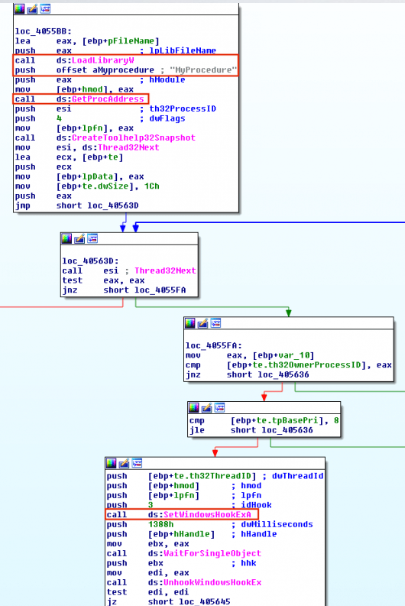 loc_4055BB:
lea eax, [ebp+pFileName]
push eax ; lpLibFileName
call ds:LoadLibraryW
push offset aMyprocedure ; "MyProcedure"
push eax ; hModule
mov [ebp+hmod], eax
call ds:GetProcAddress
push esi ; th32ProcessID
push 4 ; dwFlags
mov [ebp+lpfn], eax
call ds:CreateToolhelp32Snapshot
mov esi, ds:Thread32Next
lea ecx, [ebp+te]
push ecx
mov [ebp+lpData], eax
mov [ebp+te.dwSize], 1Ch
push eax
jmp short loc_40563D
loc_40563D:
call esi ; Thread32Next
test eax, eax
jnz short loc_4055FA
loc_4055FA:
mov eax, [ebp+var_10]
cmp [ebp+te.th32OwnerProcessID], eax
jnz short loc_405636
cmp [ebp+te.tpBasePri], 8
jle short loc_405636
push [ebp+te.th32ThreadID] ; dwThreadId
push [ebp+hmod] ; hmod
push [ebp+lpfn] ; lpfn
push 3 ; idHook
call ds:SetWindowsHookExA
push 1388h ; dwMilliseconds
push [ebp+hHandle] ; hHandle
mov ebx, eax
call ds:WaitForSingleObject
push ebx ; hhk
mov edi, eax
call ds:UnhookWindowsHookEx
test edi, edi
jz short loc_405645